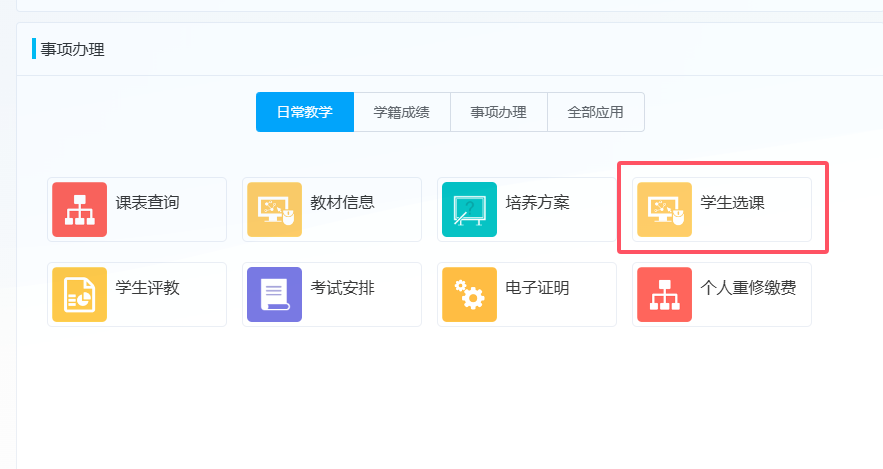 事项办理
日常教学 学籍成绩 事项办理 全部应用
课表查询 教材信息 培养方案 学生选课
学生评教 考试安排 电子证明 个人重修缴费